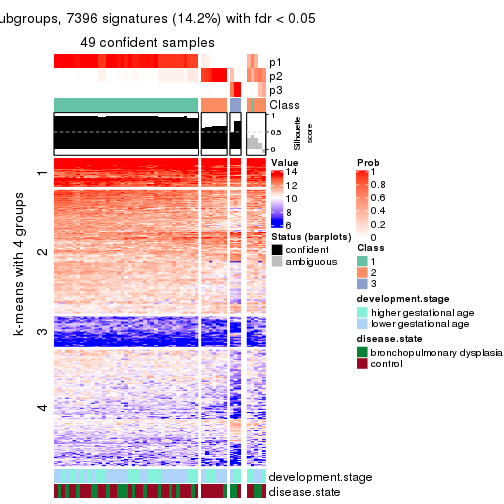 ubgroups, 7396 signatures (14.2%) with fdr < 0.05
49 confident samples
p1
p2
p3
Class
1
0.5
0
Silhouette
score
k-means with 4 groups
1
2
3
4
Value
14
12
10
8
6
Status (barplots)
confident
ambiguous
Prob
1
0.8
0.6
0.4
0.2
0
Class
1
2
3
development.stage
higher gestational age
lower gestational age
disease.state
bronchopulmonary dysplasia
control
development.stage
disease.state